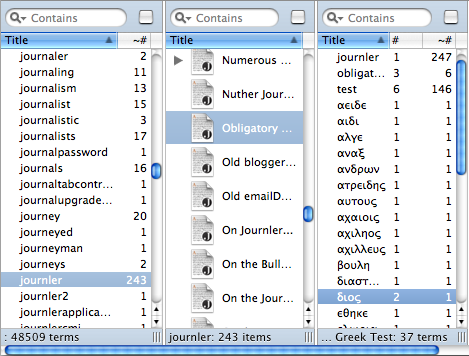 Contains
Title ~#
journaler 2
journaling 11
journalism 13
journalist 15
journalistic 3
journalists 17
journalpassword 1
journals 16
journaltabcontr... 1
journalupgrade... 1
journey 20
journeyed 1
journeyman 1
journeys 2
journler 243
journler2 1
journlerapplica... 1
: 48509 terms
Contains
Title
Numerous ...
Nuther Jour...
Obligatory ...
Old blogger...
Old emailD...
On Journler...
On the Bull...
On the Jour...
journler: 243 items
Contains
Title # ~#
journler 1 247
obligat... 3 6
test 6 146
αειδε 1 1
αιδι 1 1
αλγε 1 1
αναξ 1 1
ανδρων 1 1
ατρειδης 1 1
αυτους 1 1
αχαιοις 1 1
αχιληος 1 1
αχιλλευς 1 1
βουλη 1 1
διαστ... 1 1
διος 2 1
εθηκε 1 1
... Greek Test: 37 terms